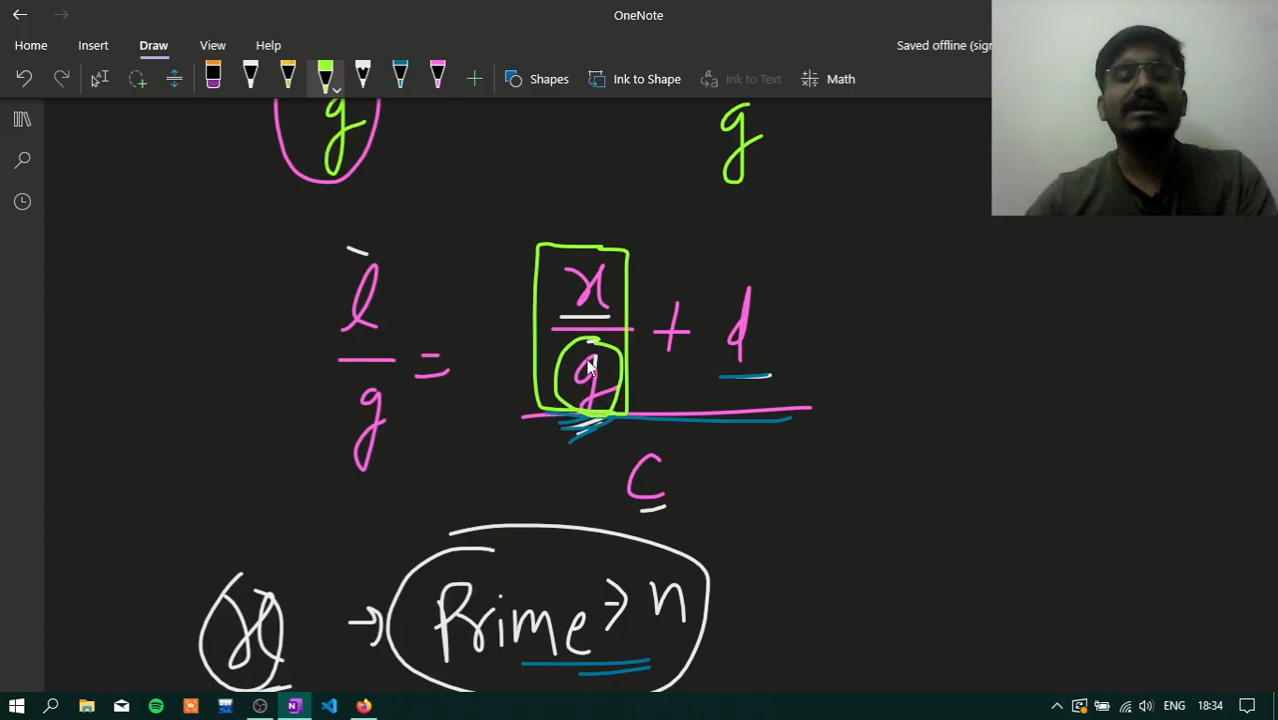 OneNote
Home Insert Draw View Help Saved offline (sign
Shapes Ink to Shape Ink to Text Math
g g
l/g = (x/g + d)/c
x → Prime => n
ENG 18:34